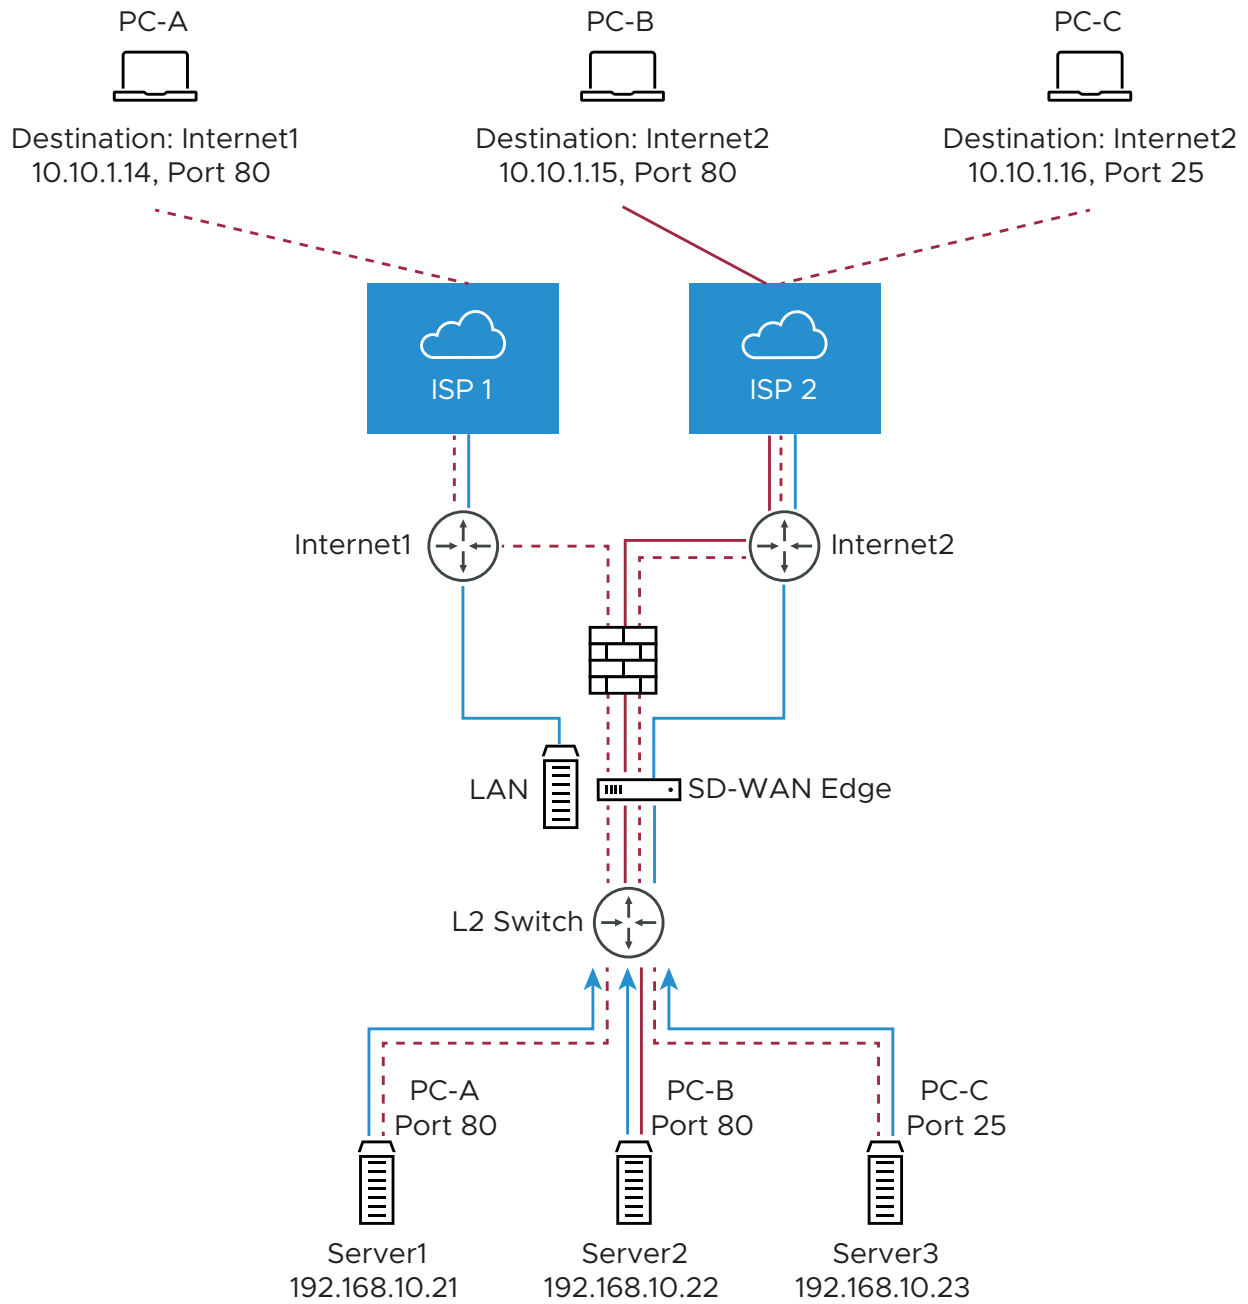 PC-A
PC-B
PC-C
Destination: Internet1
10.10.1.14, Port 80
Destination: Internet2
10.10.1.15, Port 80
Destination: Internet2
10.10.1.16, Port 25
ISP 1
ISP 2
Internet1
Internet2
LAN
SD-WAN Edge
L2 Switch
PC-A
Port 80
PC-B
Port 80
PC-C
Port 25
Server1
192.168.10.21
Server2
192.168.10.22
Server3
192.168.10.23